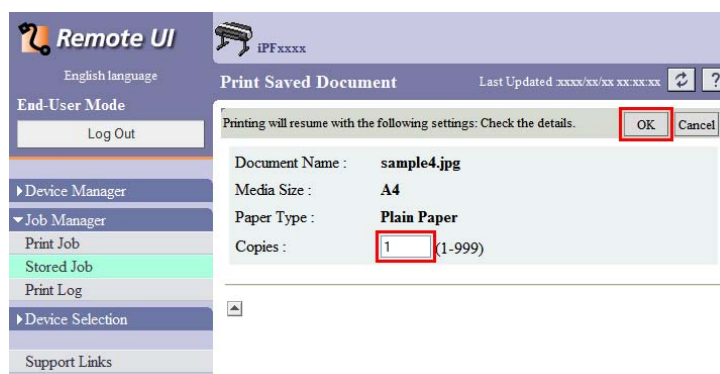 Remote UI
English language
End-User Mode
Log Out
Device Manager
Job Manager
Print Job
Stored Job
Print Log
Device Selection
Support Links
iPFxxxx
Print Saved Document
Last Updated :xxxx/xx/xx xx:xx:xx
?
Printing will resume with the following settings: Check the details.
OK
Cancel
Document Name : sample4.jpg
Media Size : A4
Paper Type : Plain Paper
Copies : 1 (1-999)